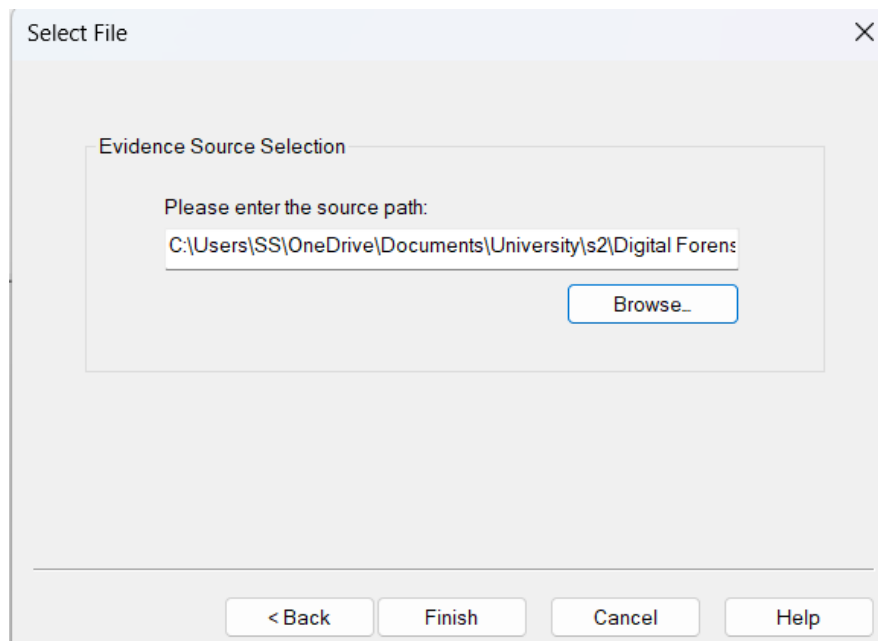 Select File
Evidence Source Selection
Please enter the source path:
C:\Users\SS\OneDrive\Documents\University\s2\Digital Forens
Browse...
< Back Finish Cancel Help